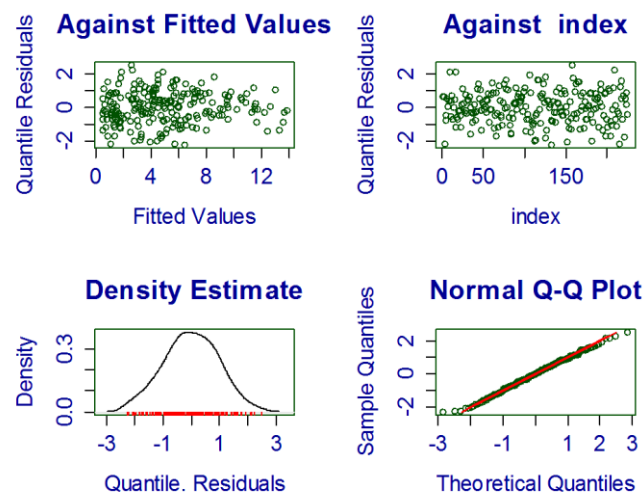 Against Fitted Values
Quantile Residuals
2
0
-2
0 4 8 12
Fitted Values
Against index
Quantile Residuals
2
0
-2
0 50 150
index
Density Estimate
Density
0.3
0.0
-3 -1 1 3
Quantile. Residuals
Normal Q-Q Plot
Sample Quantiles
2
0
-2
-3 -1 1 2 3
Theoretical Quantiles